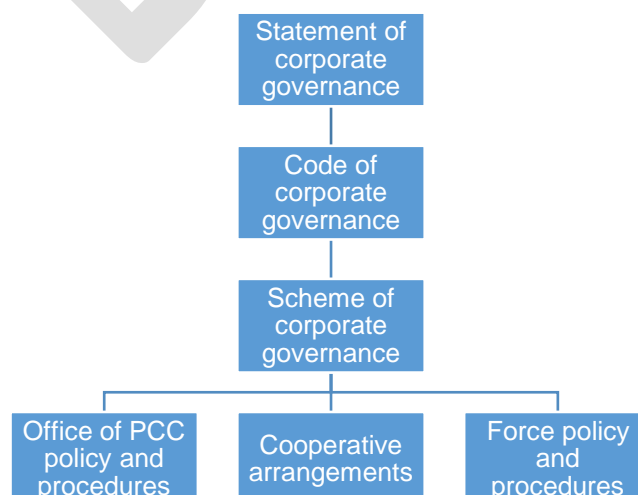 Statement of
corporate
governance
Code of
corporate
governance
Scheme of
corporate
governance
Office of PCC
policy and
procedures
Cooperative
arrangements
Force policy
and
procedures